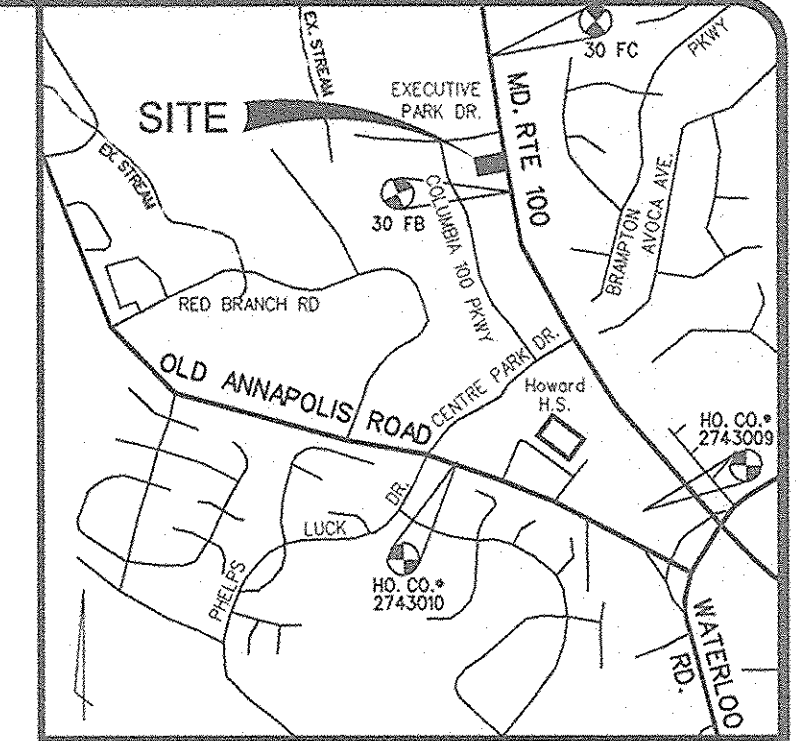 EX. STREAM
30 FC
PKWY
EXECUTIVE
PARK DR.
SITE
MD. RTE 100
EX. STREAM
30 FB
COLUMBIA 100 PKWY
BRAMPTON
AVOCA AVE.
RED BRANCH RD
OLD ANNAPOLIS ROAD
CENTRE PARK DR.
Howard
H.S.
HO. CO.#
2743009
PHELPS
LUCK
DR.
HO. CO.#
2743010
WATERLOO
RD.